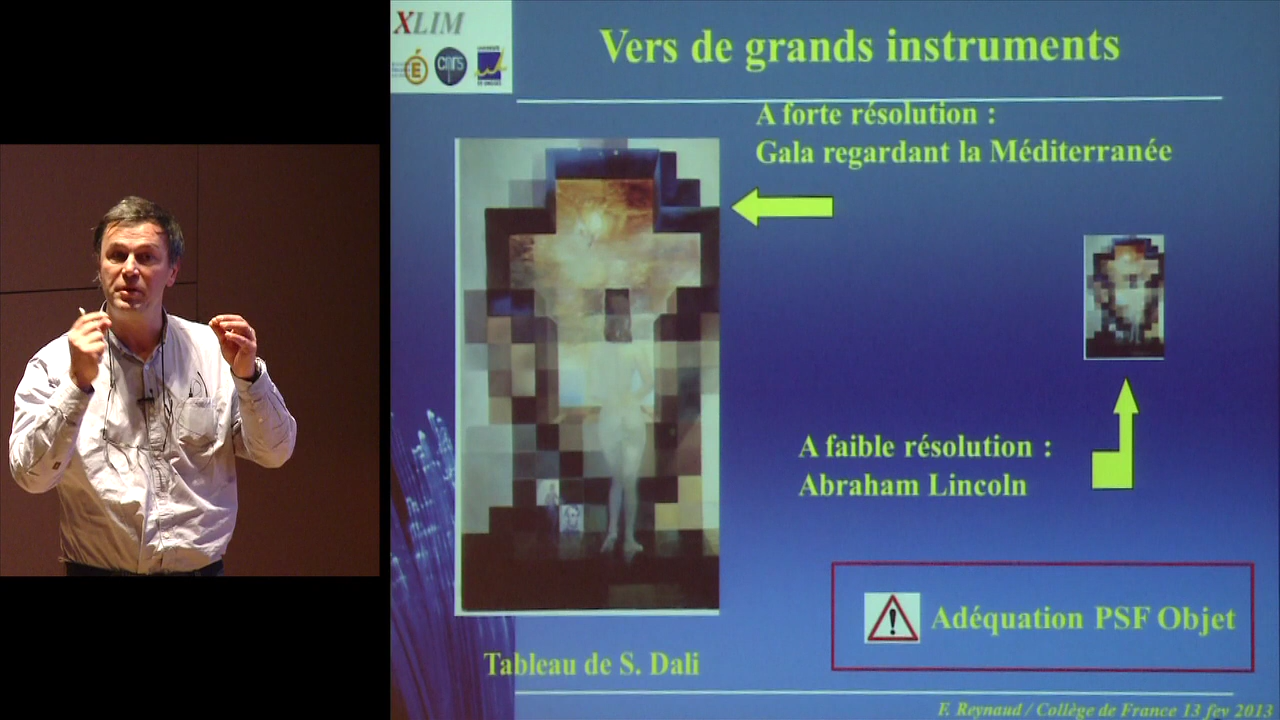 XLIM
cnrs
Vers de grands instruments
A forte résolution :
Gala regardant la Méditerranée
A faible résolution :
Abraham Lincoln
Adéquation PSF Objet
Tableau de S. Dali
F. Reynaud / Collège de France 13 fev 2013